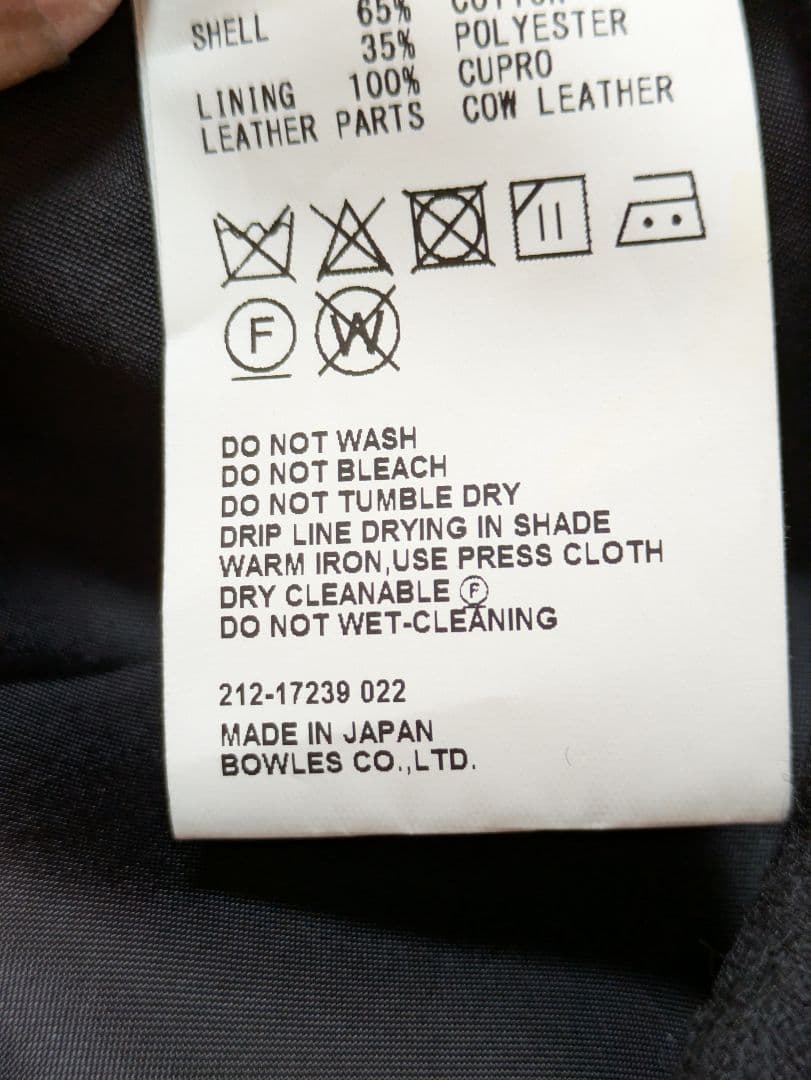 SHELL 65% COTTON
35% POLYESTER
LINING 100% CUPRO
LEATHER PARTS COW LEATHER
F W
DO NOT WASH
DO NOT BLEACH
DO NOT TUMBLE DRY
DRIP LINE DRYING IN SHADE
WARM IRON,USE PRESS CLOTH
DRY CLEANABLE Ⓕ
DO NOT WET-CLEANING
212-17239 022
MADE IN JAPAN
BOWLES CO.,LTD.